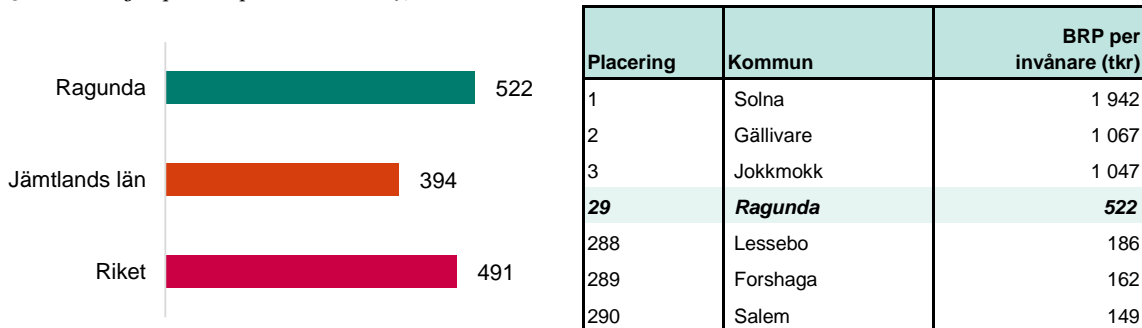 Ragunda
522
Jämtlands län
394
Riket
491
Placering Kommun BRP per invånare (tkr)
1 Solna 1 942
2 Gällivare 1 067
3 Jokkmokk 1 047
29 Ragunda 522
288 Lessebo 186
289 Forshaga 162
290 Salem 149